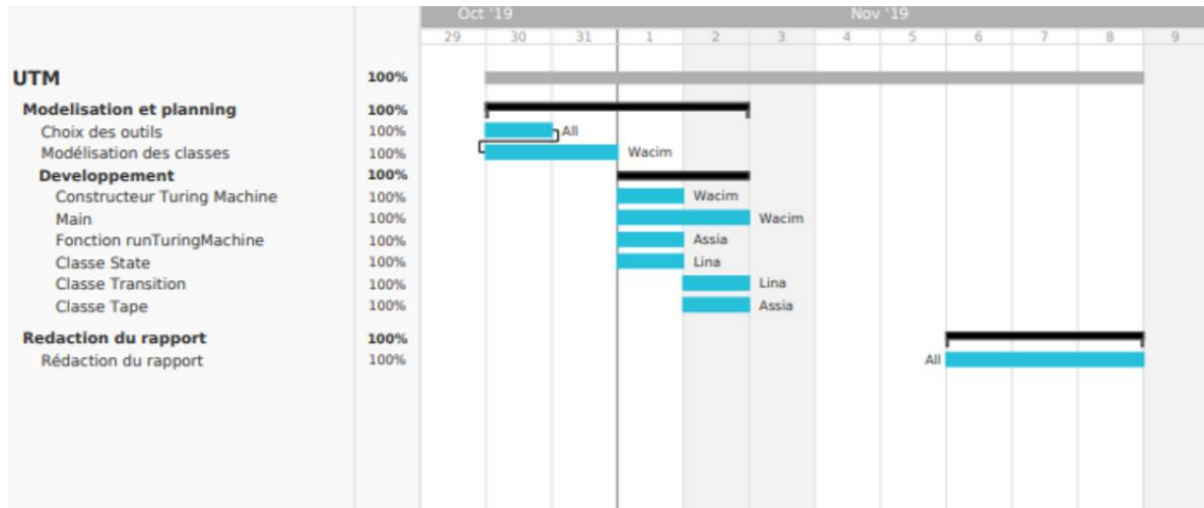 Oct '19 Nov '19
29 30 31 1 2 3 4 5 6 7 8 9
UTM 100%
Modelisation et planning 100%
Choix des outils 100% All
Modélisation des classes 100% Wacim
Developpement 100%
Constructeur Turing Machine 100% Wacim
Main 100% Wacim
Fonction runTuringMachine 100% Assia
Classe State 100% Lina
Classe Transition 100% Lina
Classe Tape 100% Assia
Redaction du rapport 100%
Rédaction du rapport 100% All